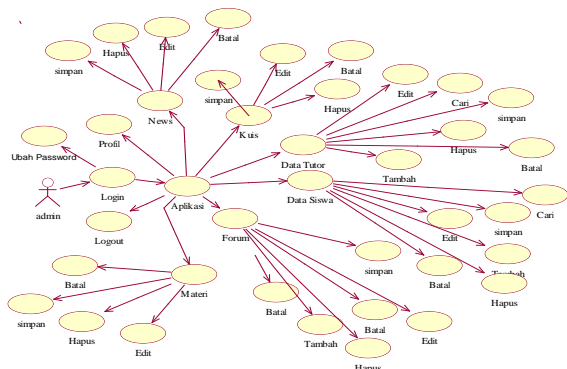 Batal
Hapus
Edit
simpan
News
Edit
Batal
simpan
Kuis
Hapus
Edit
Cari
simpan
Hapus
Batal
Profil
Ubah Password
Data Tutor
Tambah
Login
admin
Aplikasi
Data Siswa
Cari
Logout
Forum
Edit
simpan
simpan
Tambah
Batal
Hapus
Batal
Materi
simpan
Batal
Hapus
Edit
Tambah
Batal
Edit
Hapus